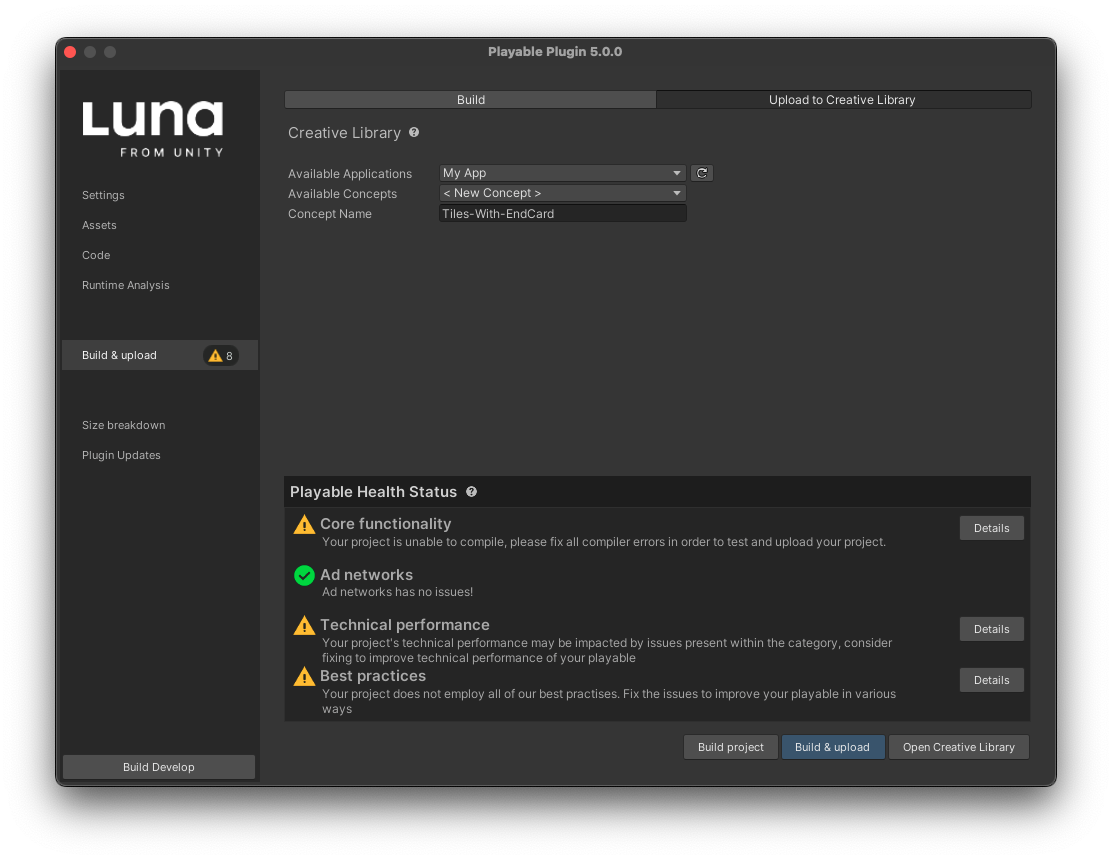 Playable Plugin 5.0.0
Luna
FROM UNITY
Settings
Assets
Code
Runtime Analysis
Build & upload 8
Size breakdown
Plugin Updates
Build Develop
Build Upload to Creative Library
Creative Library ?
Available Applications My App
Available Concepts < New Concept >
Concept Name Tiles-With-EndCard
Playable Health Status ?
Core functionality
Your project is unable to compile, please fix all compiler errors in order to test and upload your project.
Details
Ad networks
Ad networks has no issues!
Technical performance
Your project's technical performance may be impacted by issues present within the category, consider
fixing to improve technical performance of your playable
Details
Best practices
Your project does not employ all of our best practises. Fix the issues to improve your playable in various
ways
Details
Build project Build & upload Open Creative Library